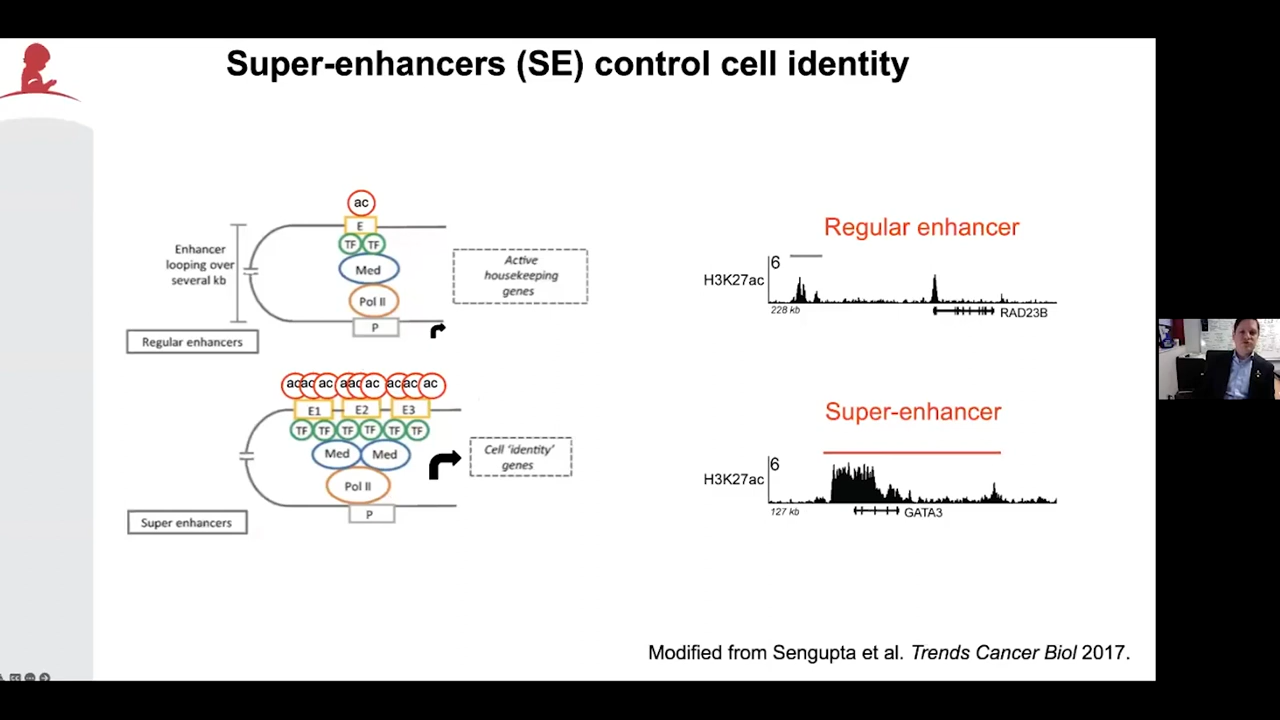 Super-enhancers (SE) control cell identity
ac
E
TF TF
Med
Pol II
P
Enhancer
looping over
several kb
Active
housekeeping
genes
Regular enhancers
ac ac ac ac ac ac ac ac ac
E1 E2 E3
TF TF TF TF TF TF
Med Med
Pol II
P
Cell 'identity'
genes
Super enhancers
Regular enhancer
6
H3K27ac
228 kb
RAD23B
Super-enhancer
6
H3K27ac
127 kb
GATA3
Modified from Sengupta et al. Trends Cancer Biol 2017.